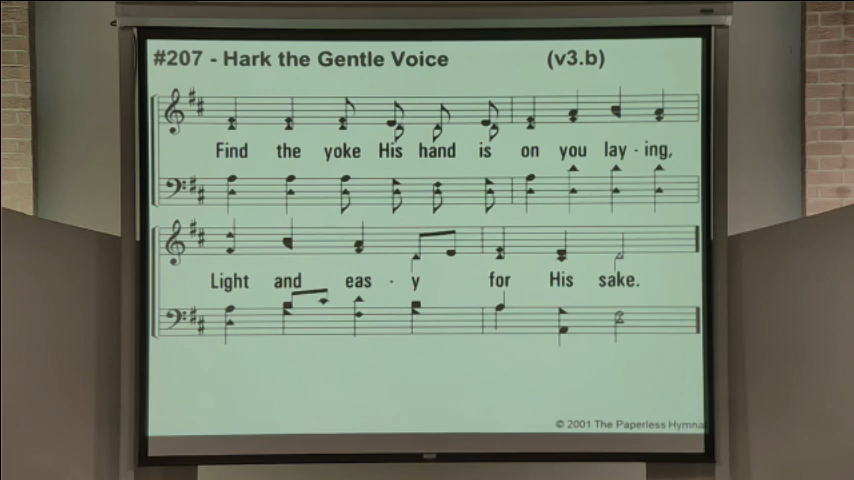 #207 - Hark the Gentle Voice (v3.b)
Find the yoke His hand is on you lay - ing,
Light and eas - y for His sake.
© 2001 The Paperless Hymna